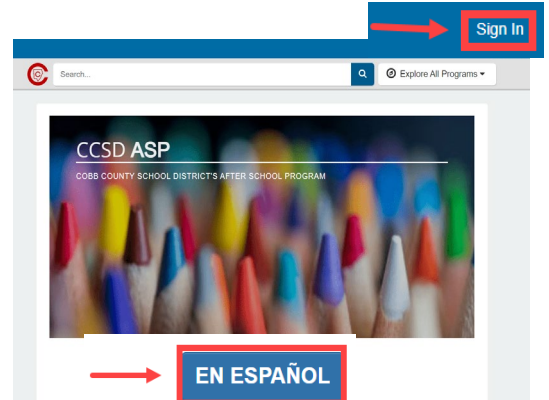 Sign In
Search...
Explore All Programs
CCSD ASP
COBB COUNTY SCHOOL DISTRICT'S AFTER SCHOOL PROGRAM
EN ESPAÑOL